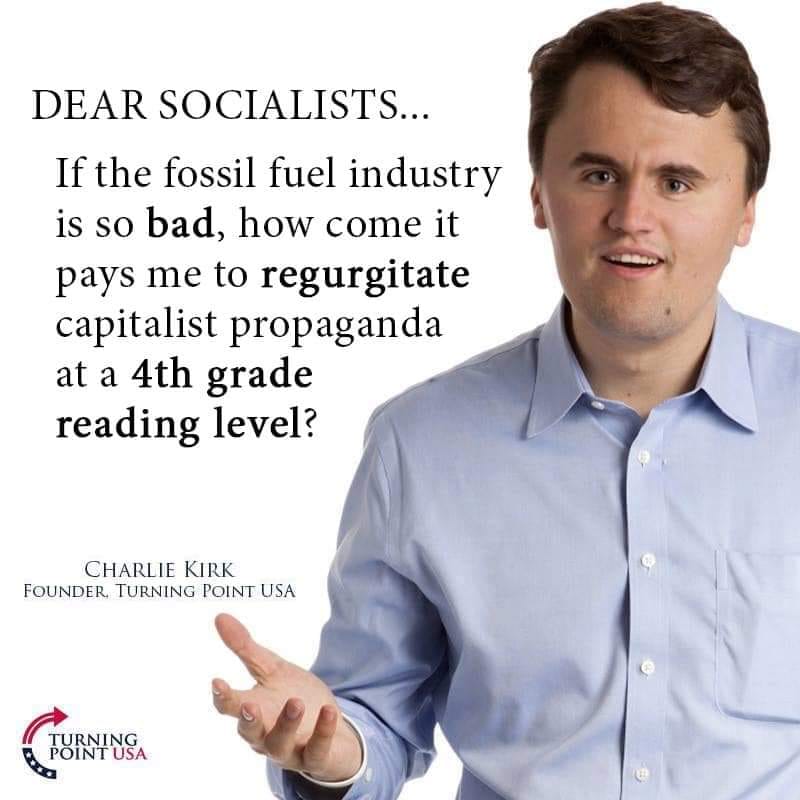 DEAR SOCIALISTS...
If the fossil fuel industry
is so bad, how come it
pays me to regurgitate
capitalist propaganda
at a 4th grade
reading level?
CHARLIE KIRK
FOUNDER, TURNING POINT USA
TURNING
POINT USA